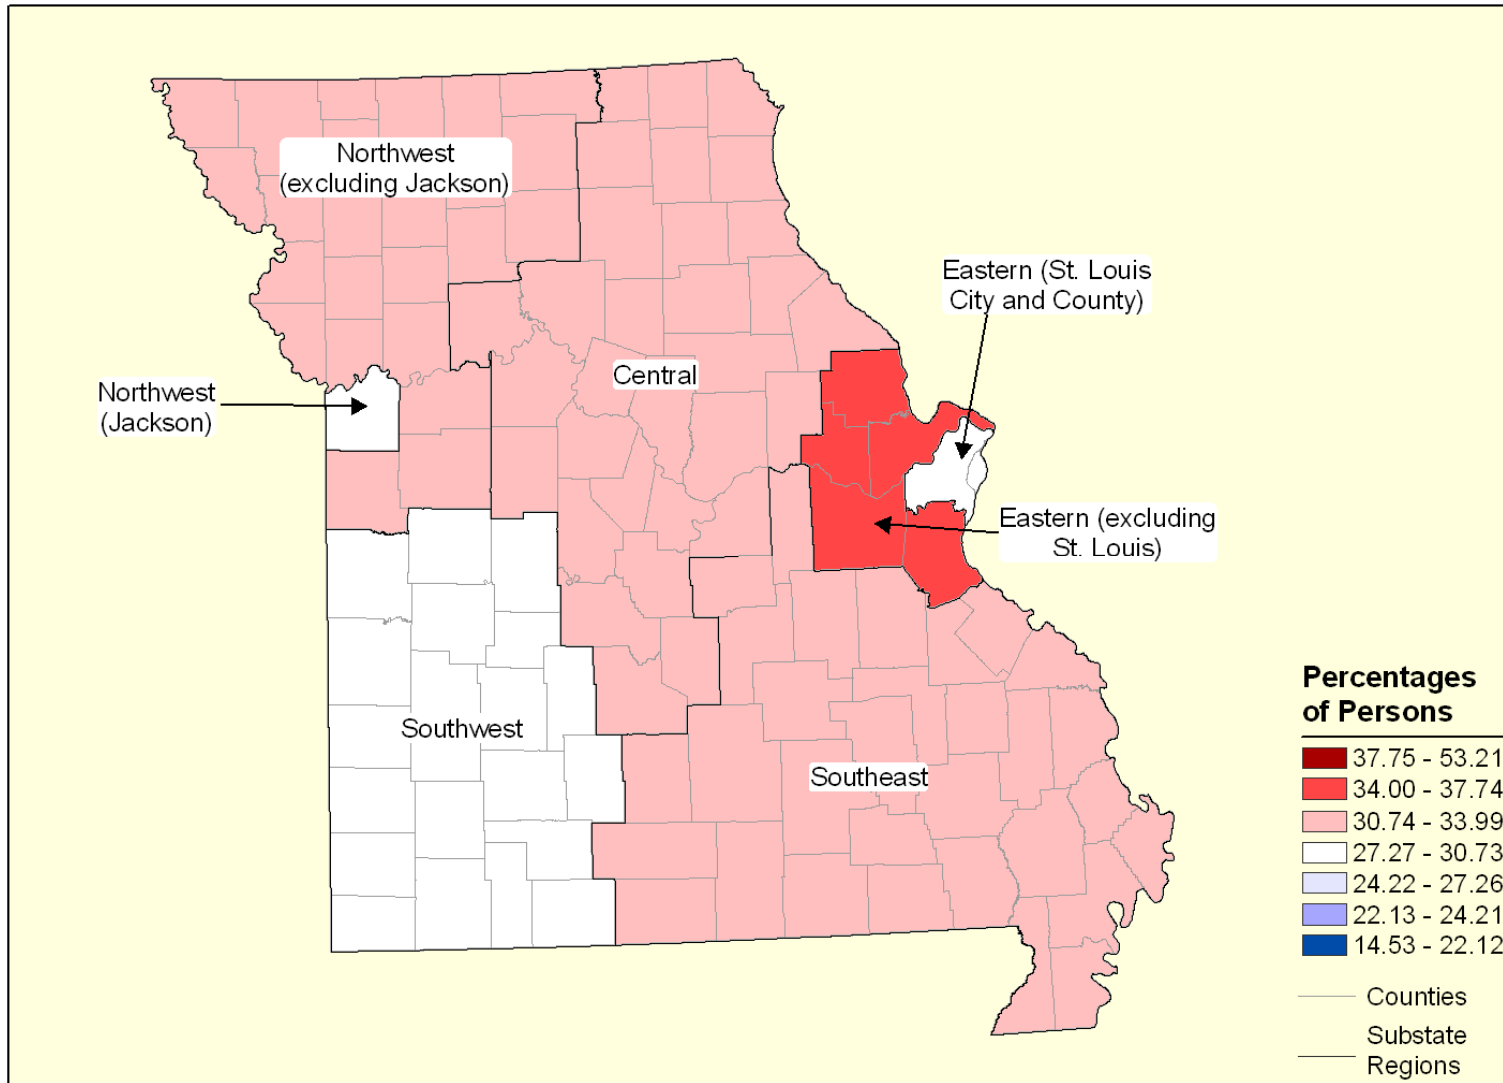 Northwest
(excluding Jackson)
Eastern (St. Louis
City and County)
Central
Northwest
(Jackson)
Eastern (excluding
St. Louis)
Southwest
Southeast
Percentages
of Persons
37.75 - 53.21
34.00 - 37.74
30.74 - 33.99
27.27 - 30.73
24.22 - 27.26
22.13 - 24.21
14.53 - 22.12
Counties
Substate
Regions